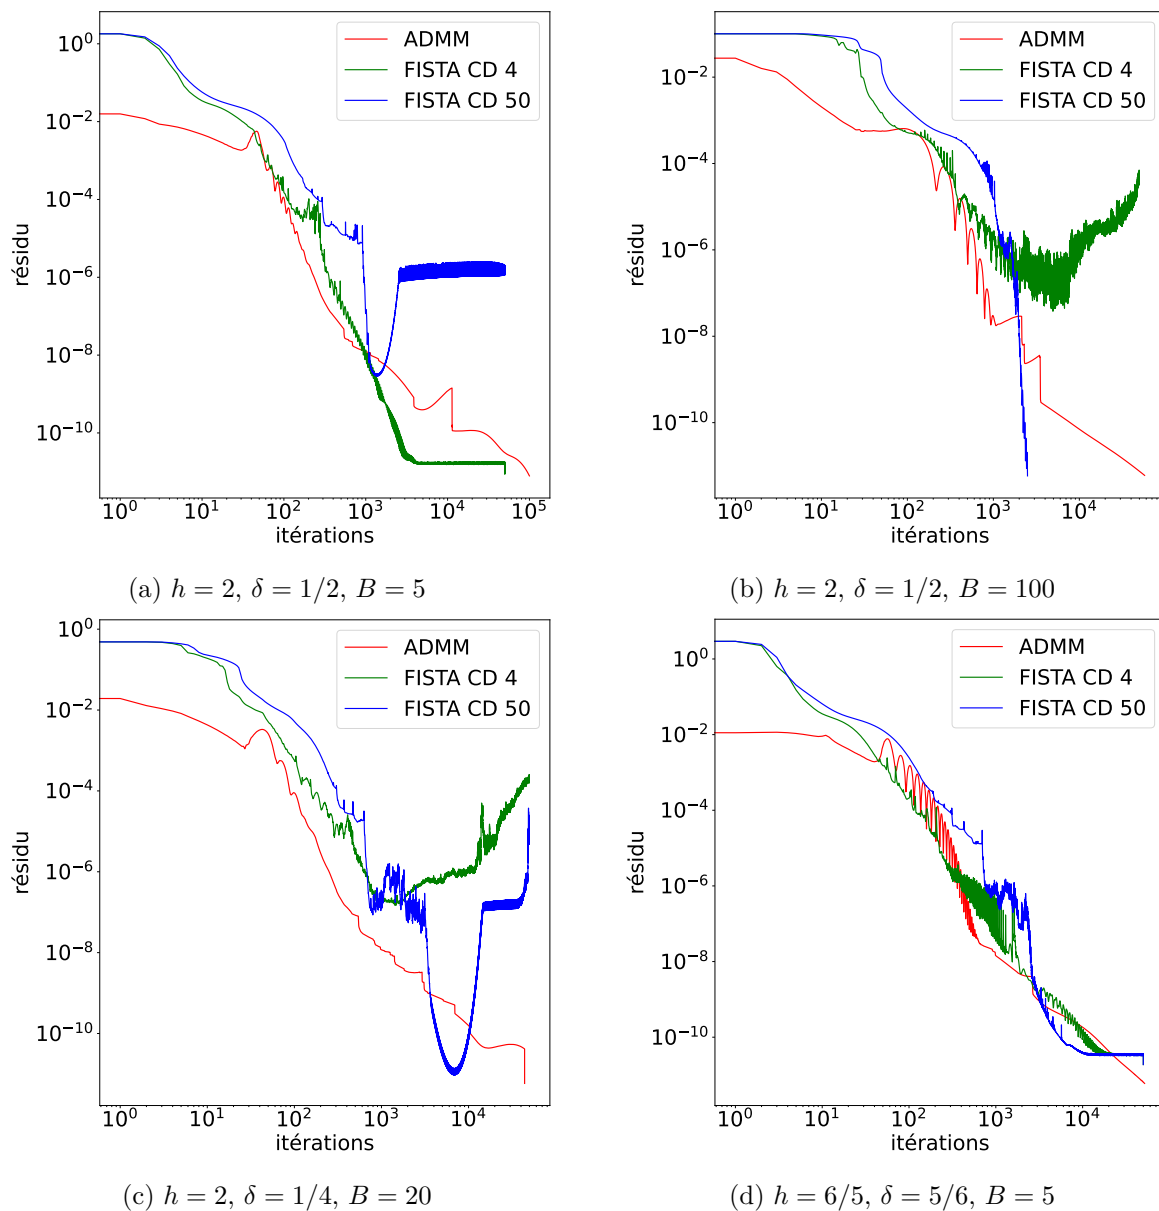 10^0
10^-2
10^-4
10^-6
10^-8
10^-10
résidu
ADMM
FISTA CD 4
FISTA CD 50
10^0 10^1 10^2 10^3 10^4 10^5
itérations
(a) h = 2, δ = 1/2, B = 5
10^-2
10^-4
10^-6
10^-8
10^-10
résidu
ADMM
FISTA CD 4
FISTA CD 50
10^0 10^1 10^2 10^3 10^4
itérations
(b) h = 2, δ = 1/2, B = 100
10^0
10^-2
10^-4
10^-6
10^-8
10^-10
résidu
ADMM
FISTA CD 4
FISTA CD 50
10^0 10^1 10^2 10^3 10^4
itérations
(c) h = 2, δ = 1/4, B = 20
10^0
10^-2
10^-4
10^-6
10^-8
10^-10
résidu
ADMM
FISTA CD 4
FISTA CD 50
10^0 10^1 10^2 10^3 10^4
itérations
(d) h = 6/5, δ = 5/6, B = 5